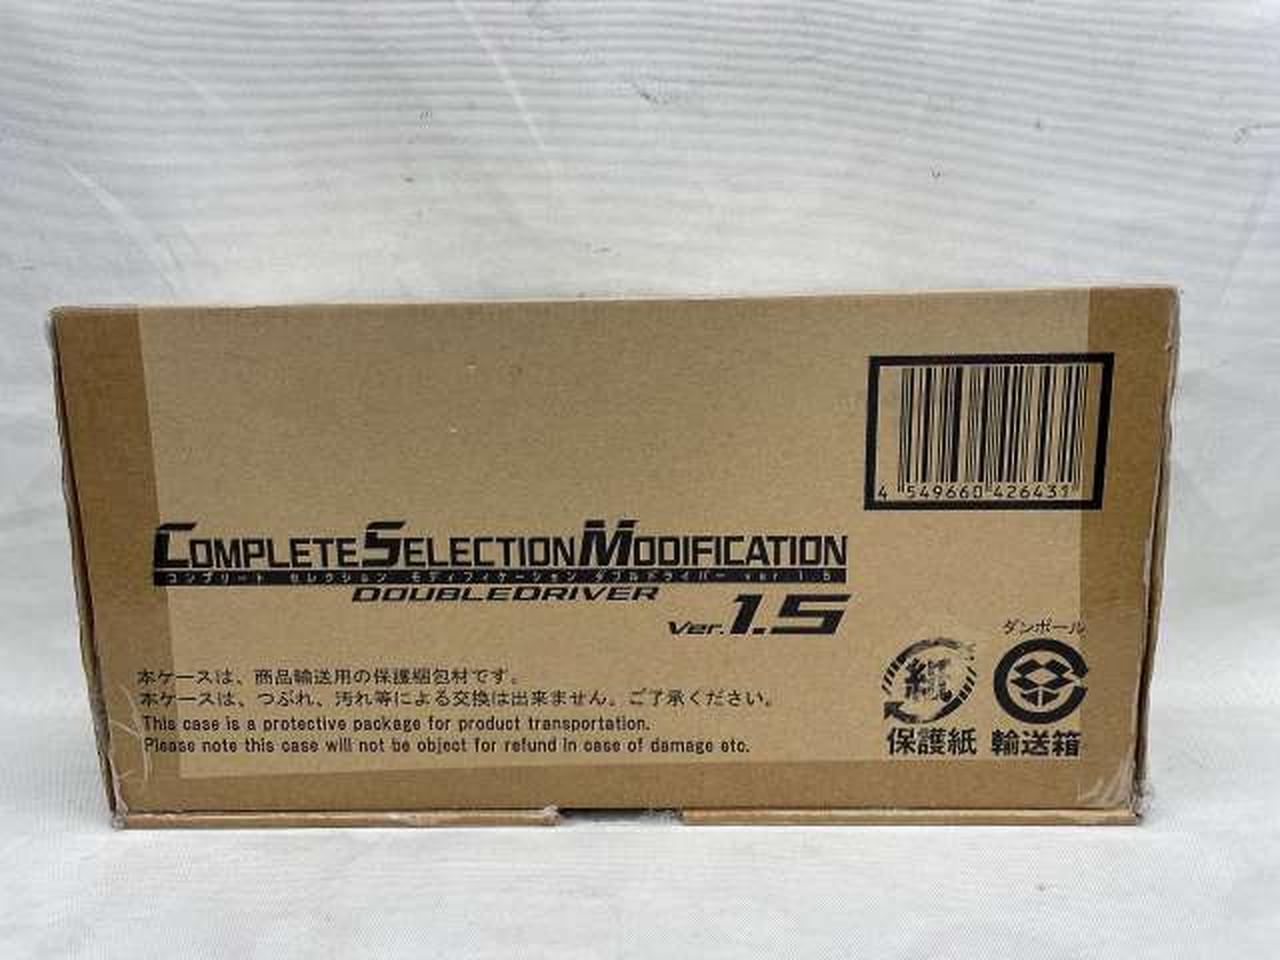 4 549660 426431
COMPLETE SELECTION MODIFICATION
コンプリート セレクション モディフィケーション ダブルドライバー ver 1.5
DOUBLEDRIVER
Ver.1.5
ダンボール
紙
保護紙 輸送箱
本ケースは、商品輸送用の保護梱包材です。
本ケースは、つぶれ、汚れ等による交換は出来ません。ご了承ください。
This case is a protective package for product transportation.
Please note this case will not be object for refund in case of damage etc.